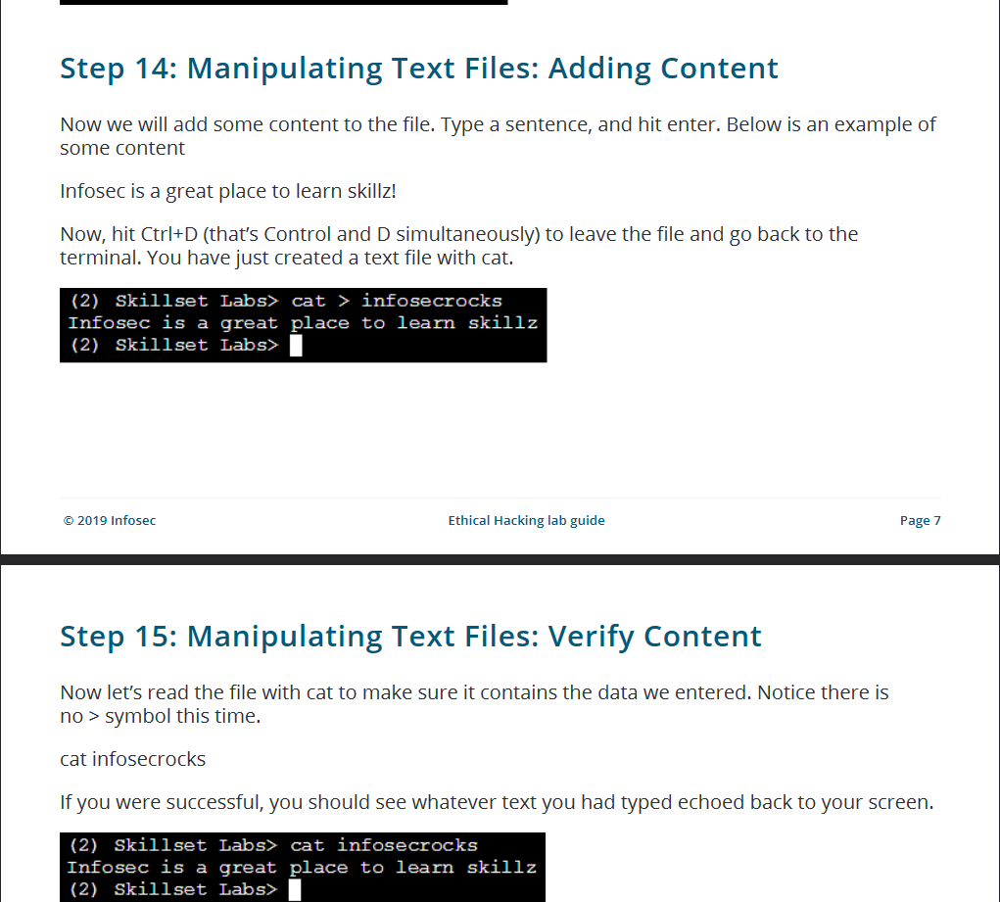 Step 14: Manipulating Text Files: Adding Content
Now we will add some content to the file. Type a sentence, and hit enter. Below is an example of
some content
Infosec is a great place to learn skillz!
Now, hit Ctrl+D (that’s Control and D simultaneously) to leave the file and go back to the
terminal. You have just created a text file with cat.
(2) Skillset Labs> cat > infosecrocks
Infosec is a great place to learn skillz
(2) Skillset Labs>
© 2019 Infosec Ethical Hacking lab guide Page 7
Step 15: Manipulating Text Files: Verify Content
Now let’s read the file with cat to make sure it contains the data we entered. Notice there is
no > symbol this time.
cat infosecrocks
If you were successful, you should see whatever text you had typed echoed back to your screen.
(2) Skillset Labs> cat infosecrocks
Infosec is a great place to learn skillz
(2) Skillset Labs>